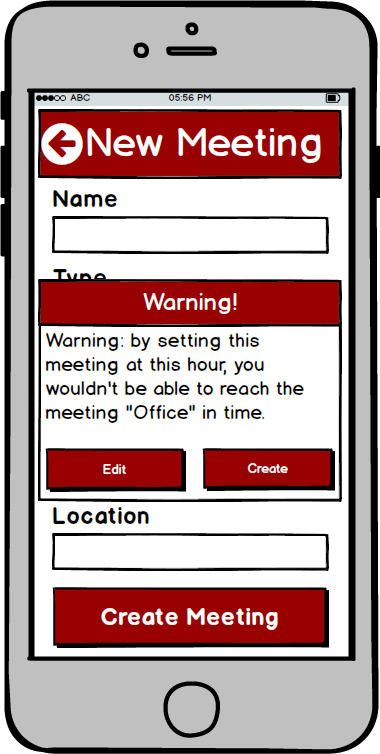 ABC 05:56 PM
New Meeting
Name
Type
Warning!
Warning: by setting this
meeting at this hour, you
wouldn't be able to reach the
meeting "Office" in time.
Edit Create
Location
Create Meeting